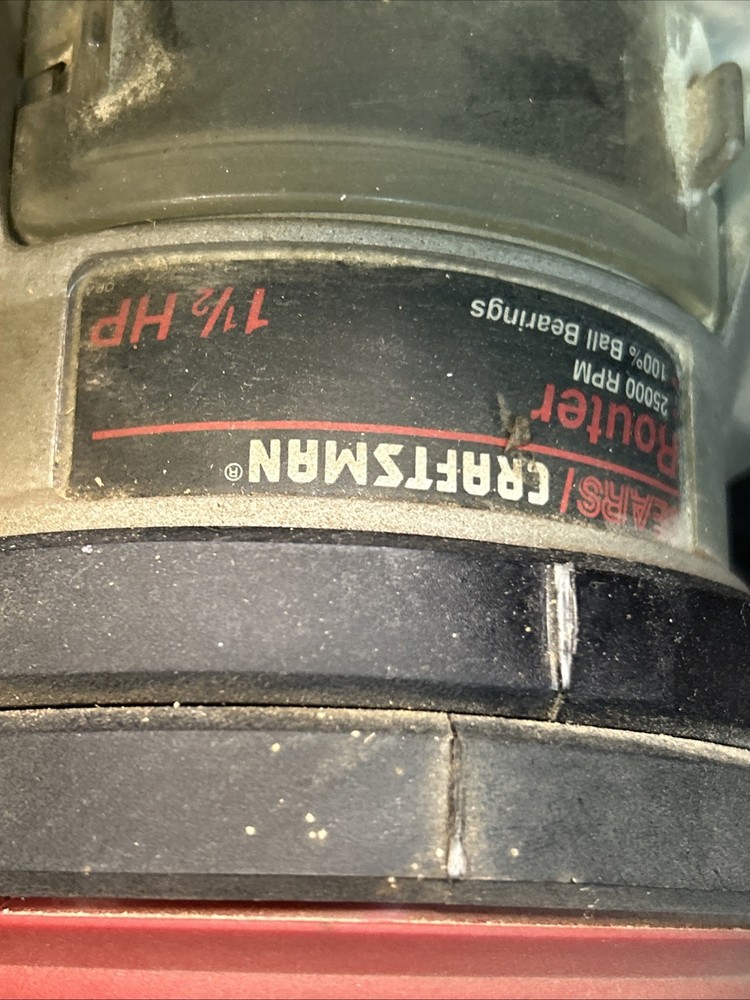 EARS/CRAFTSMAN®
Router
25000 RPM
100% Ball Bearings
1½ HP